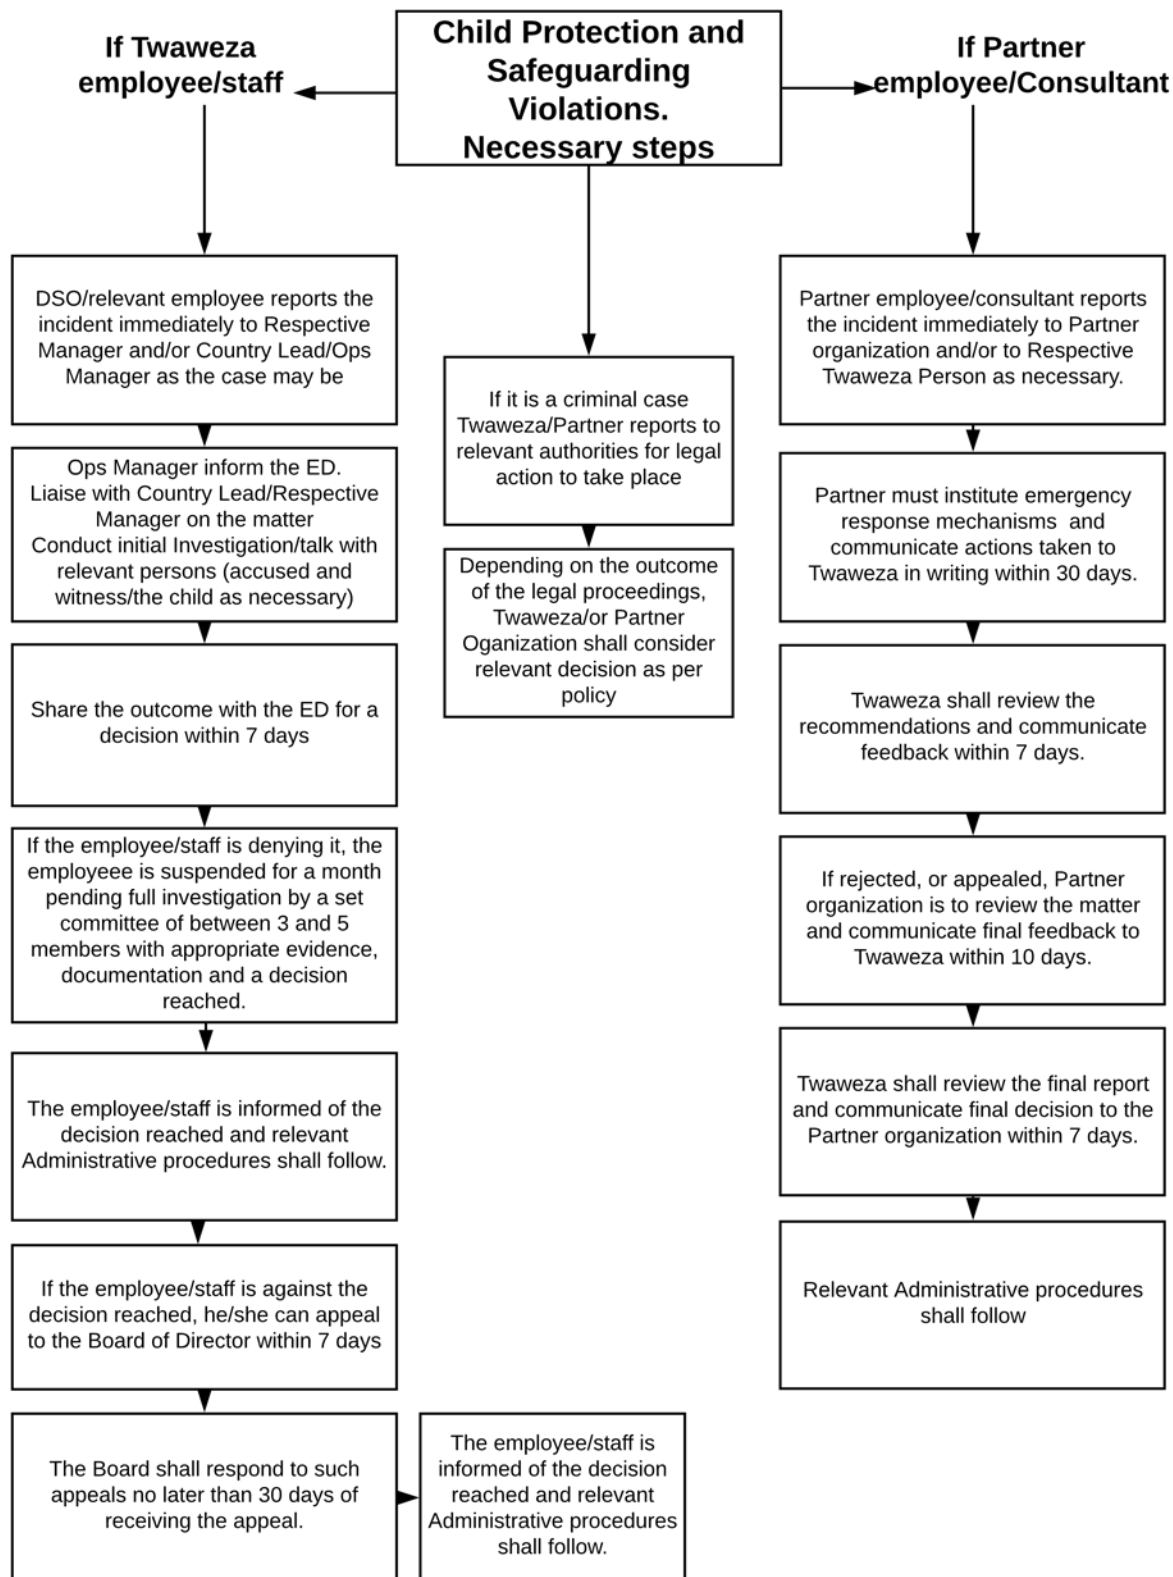 Child Protection and
Safeguarding
Violations.
Necessary steps
If Twaweza
employee/staff
DSO/relevant employee reports the
incident immediately to Respective
Manager and/or Country Lead/Ops
Manager as the case may be
Ops Manager inform the ED.
Liaise with Country Lead/Respective
Manager on the matter
Conduct initial Investigation/talk with
relevant persons (accused and
witness/the child as necessary)
Share the outcome with the ED for a
decision within 7 days
If the employee/staff is denying it, the
employeee is suspended for a month
pending full investigation by a set
committee of between 3 and 5
members with appropriate evidence,
documentation and a decision
reached.
The employee/staff is informed of the
decision reached and relevant
Administrative procedures shall follow.
If the employee/staff is against the
decision reached, he/she can appeal
to the Board of Director within 7 days
The Board shall respond to such
appeals no later than 30 days of
receiving the appeal.
The employee/staff is
informed of the decision
reached and relevant
Administrative procedures
shall follow.
If it is a criminal case
Twaweza/Partner reports to
relevant authorities for legal
action to take place
Depending on the outcome
of the legal proceedings,
Twaweza/or Partner
Oganization shall consider
relevant decision as per
policy
If Partner
employee/Consultant
Partner employee/consultant reports
the incident immediately to Partner
organization and/or to Respective
Twaweza Person as necessary.
Partner must institute emergency
response mechanisms and
communicate actions taken to
Twaweza in writing within 30 days.
Twaweza shall review the
recommendations and communicate
feedback within 7 days.
If rejected, or appealed, Partner
organization is to review the matter
and communicate final feedback to
Twaweza within 10 days.
Twaweza shall review the final report
and communicate final decision to the
Partner organization within 7 days.
Relevant Administrative procedures
shall follow